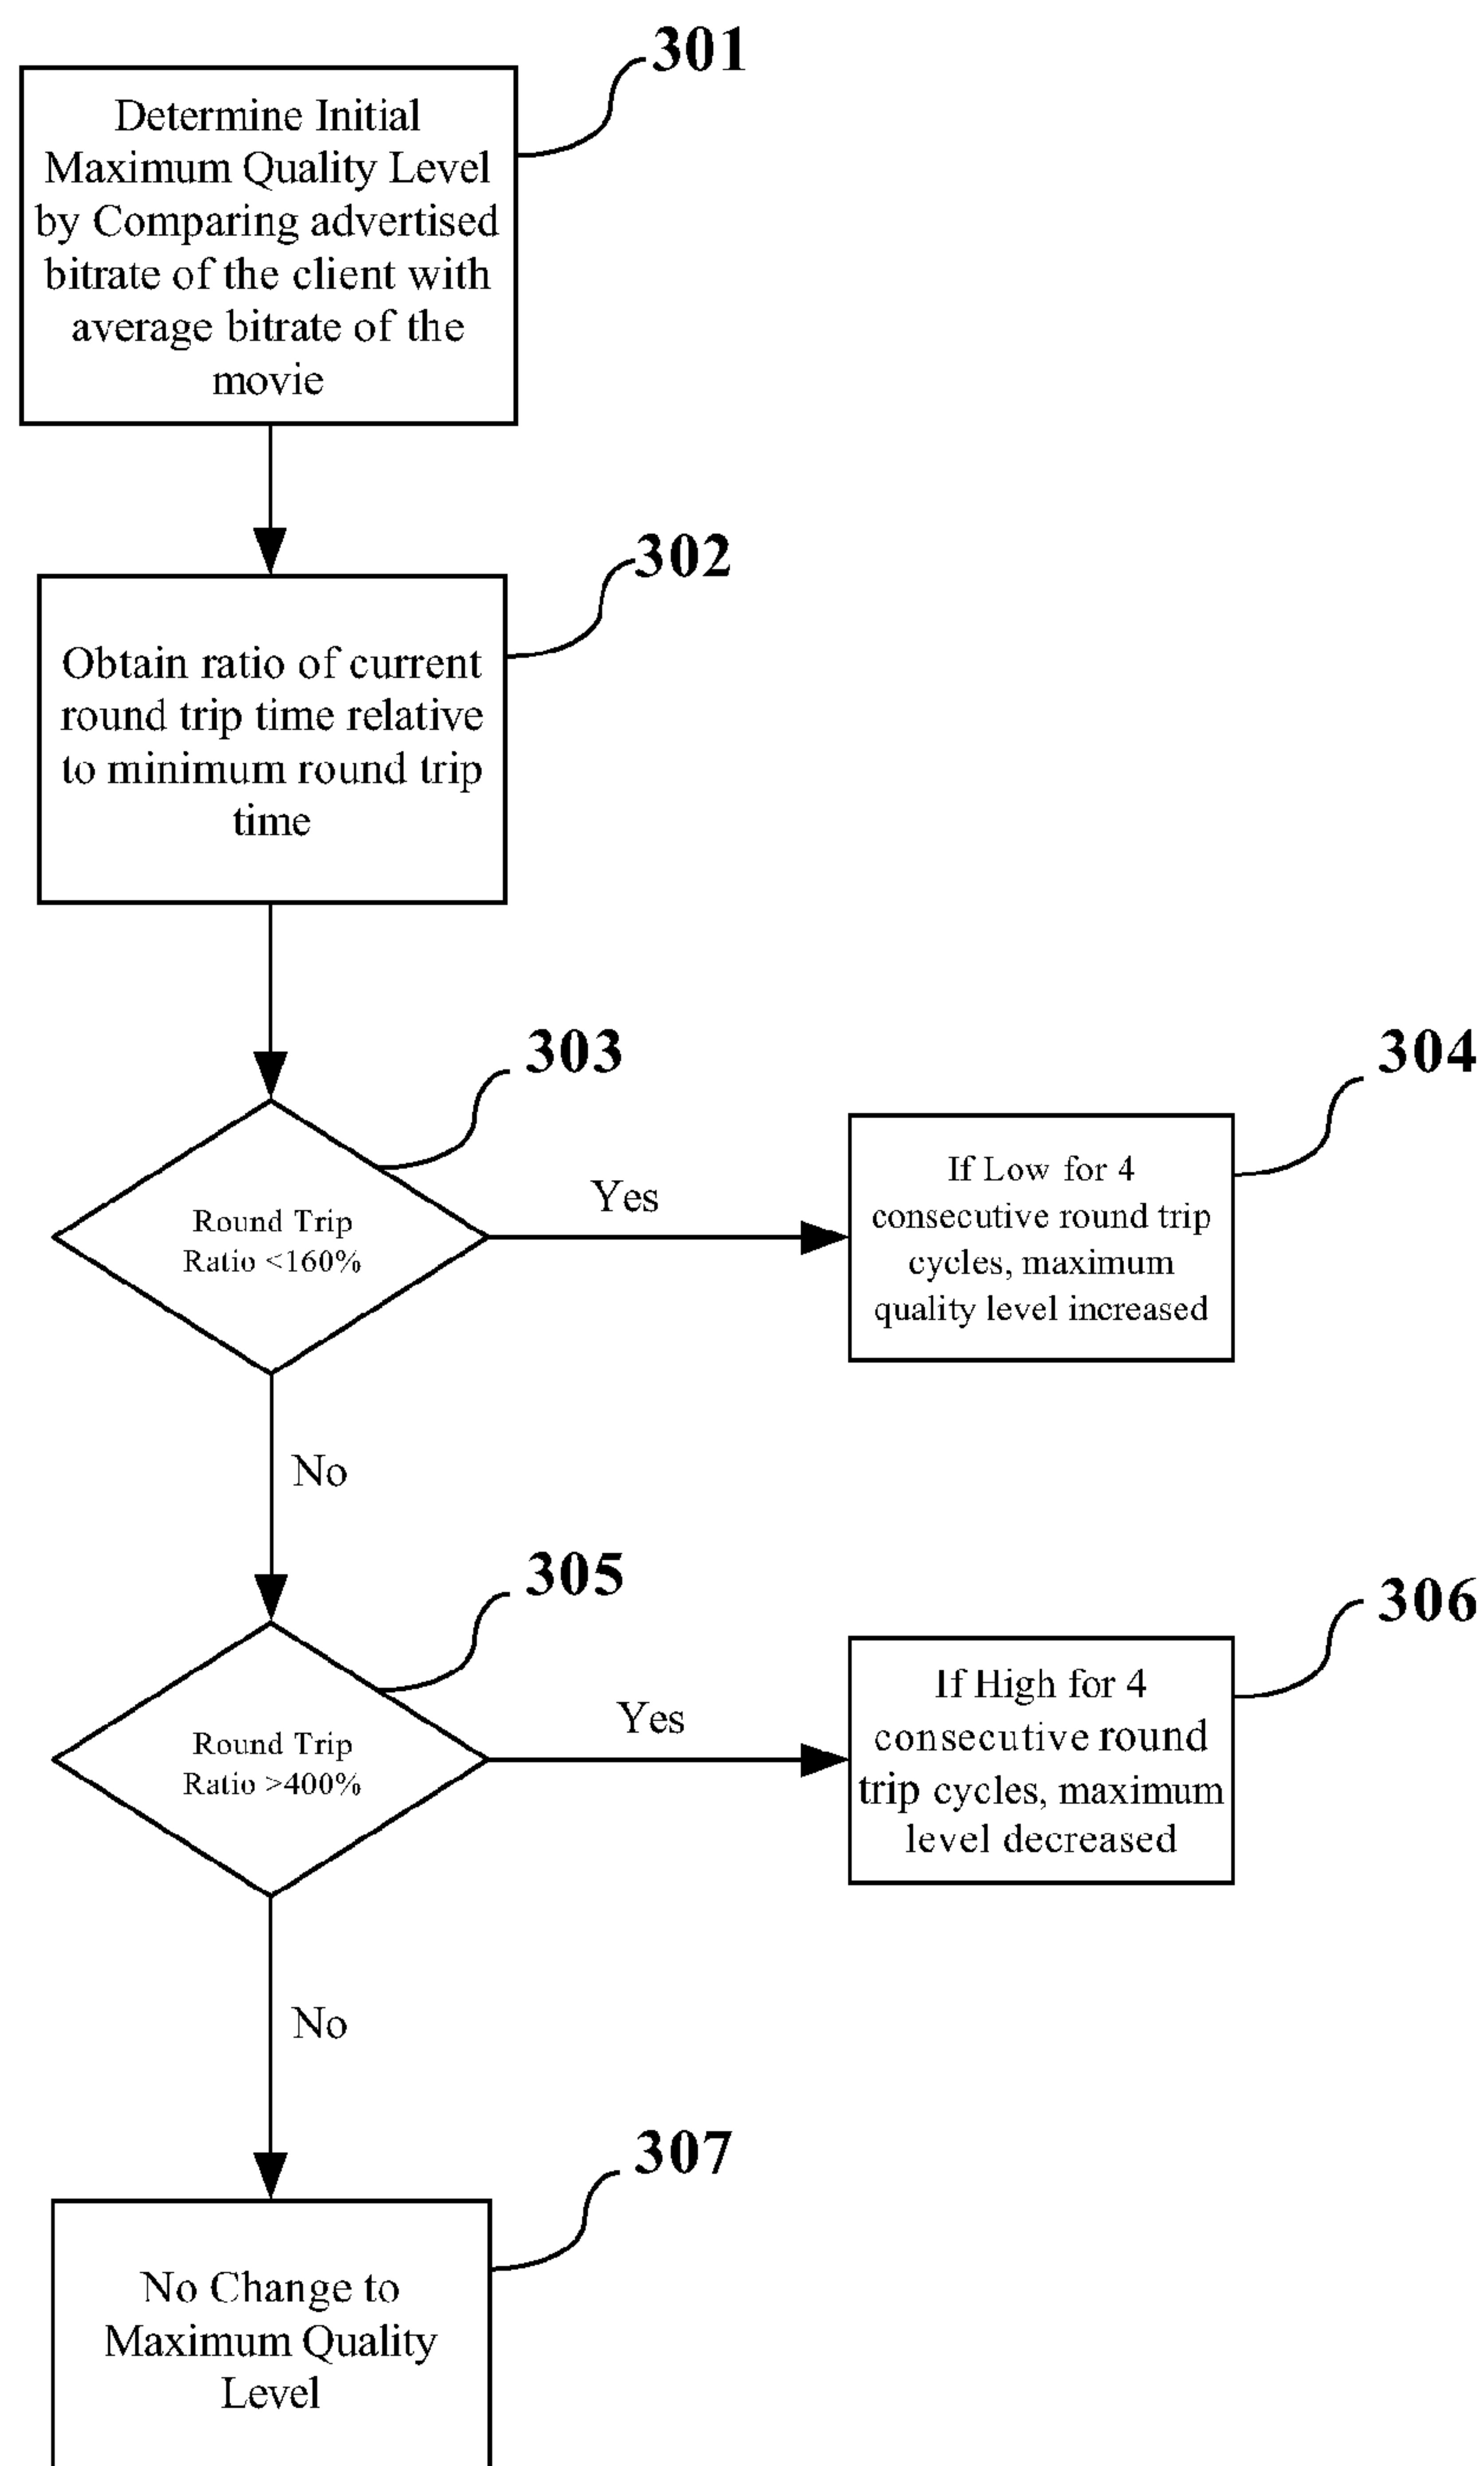 301
Determine Initial
Maximum Quality Level
by Comparing advertised
bitrate of the client with
average bitrate of the
movie
302
Obtain ratio of current
round trip time relative
to minimum round trip
time
303
Round Trip
Ratio <160%
Yes
304
If Low for 4
consecutive round trip
cycles, maximum
quality level increased
No
305
Round Trip
Ratio >400%
Yes
306
If High for 4
consecutive round
trip cycles, maximum
level decreased
No
307
No Change to
Maximum Quality
Level